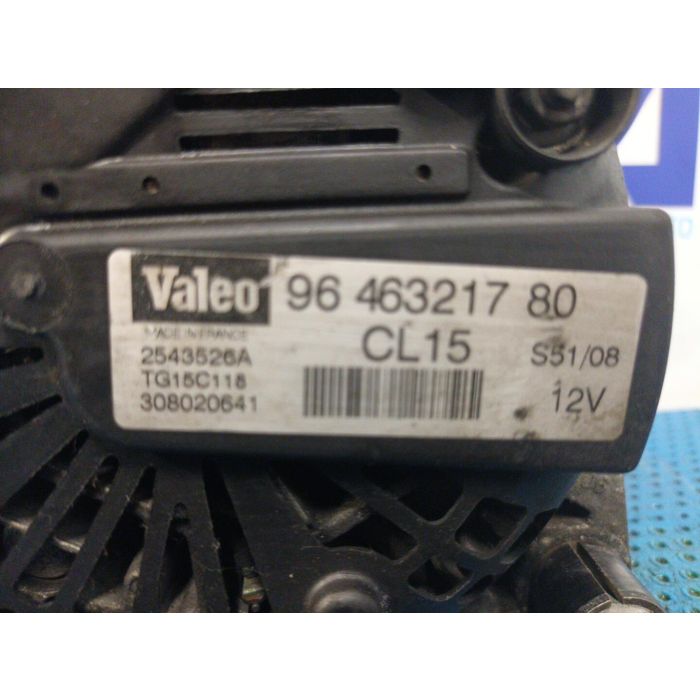 Valeo 96 463217 80
MADE IN FRANCE
CL15 S51/08
2543526A
TG15C118
308020641
12V